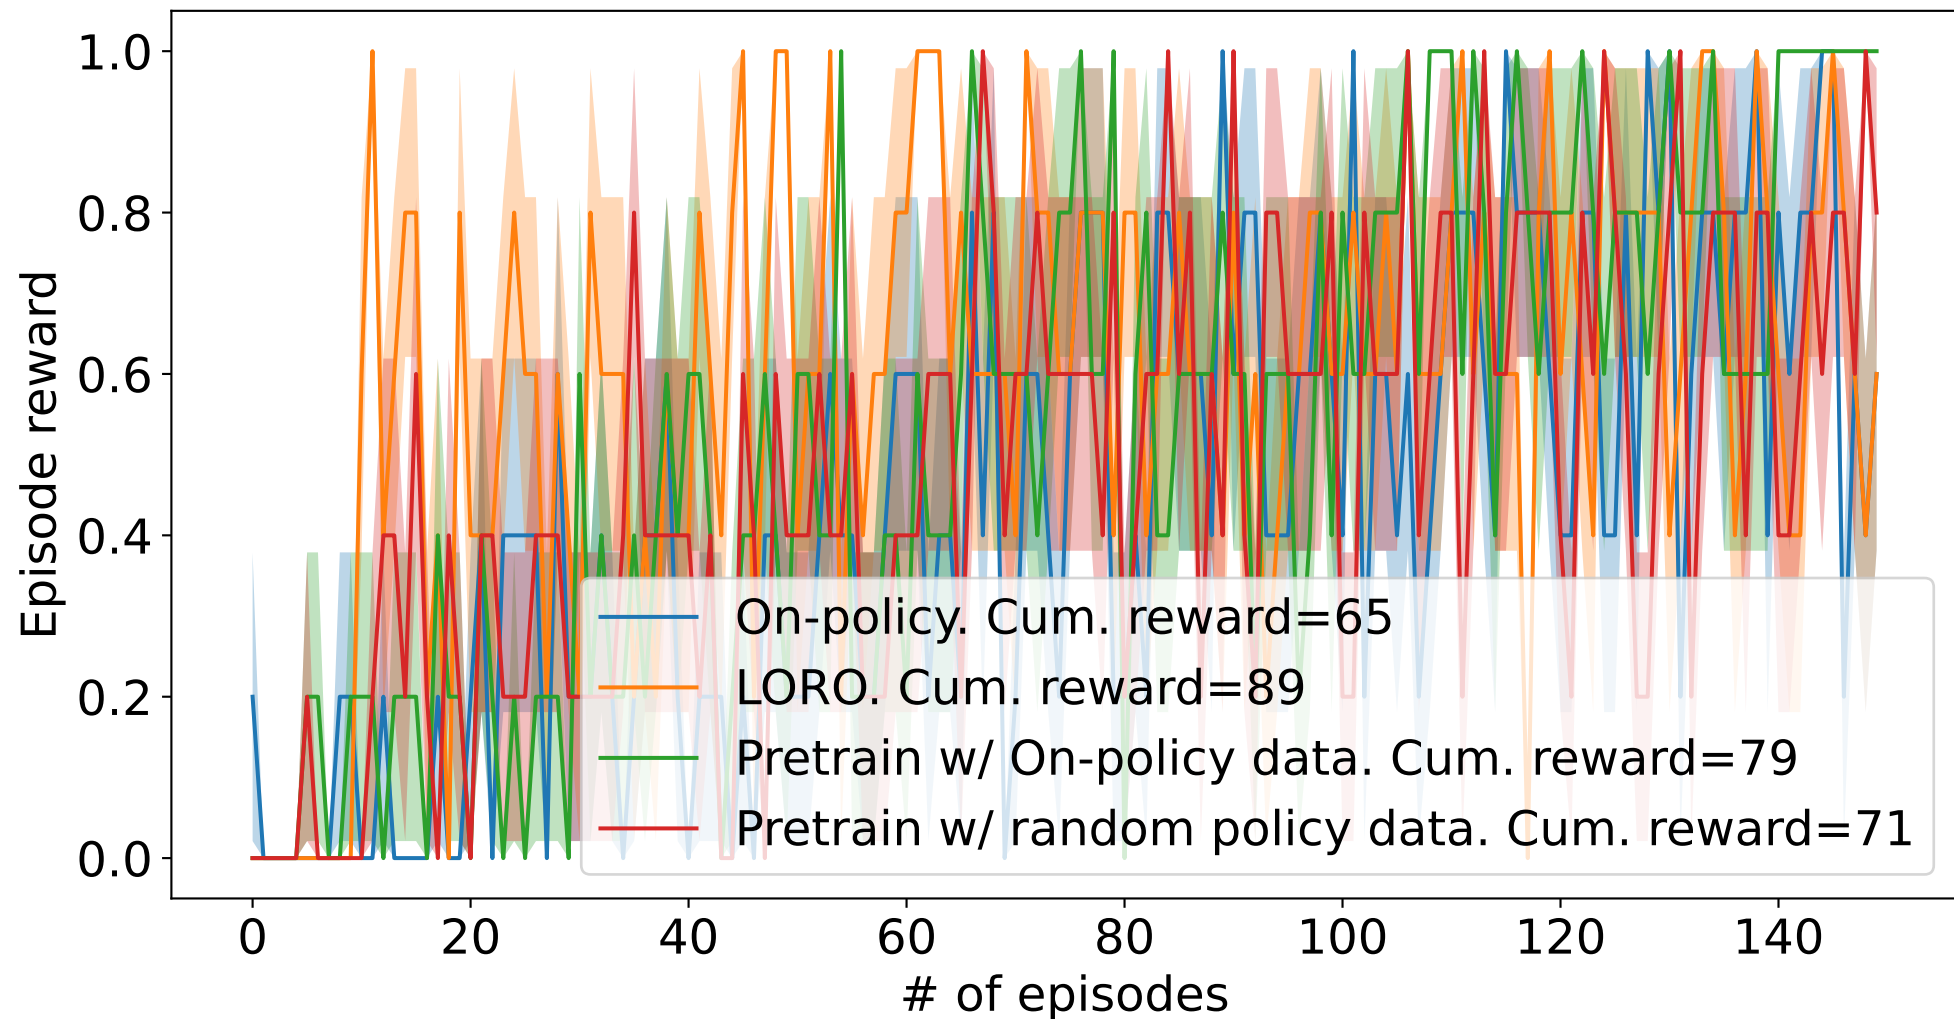 1.0
0.8
0.6
0.4
0.2
0.0
Episode reward
On-policy. Cum. reward=65
LORO. Cum. reward=89
Pretrain w/ On-policy data. Cum. reward=79
Pretrain w/ random policy data. Cum. reward=71
0 20 40 60 80 100 120 140
# of episodes